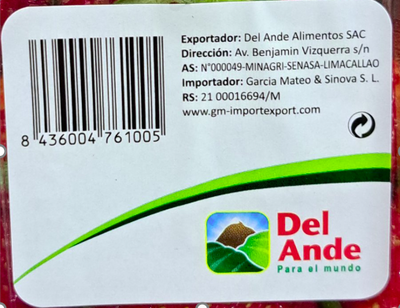 Exportador: Del Ande Alimentos SAC
Dirección: Av. Benjamin Vizquerra s/n
AS: N°000049-MINAGRI-SENASA-LIMACALLAO
Importador: Garcia Mateo & Sinova S. L.
RS: 21 00016694/M
www.gm-importexport.com
8 436004 761005
Del
Ande
Para el mundo